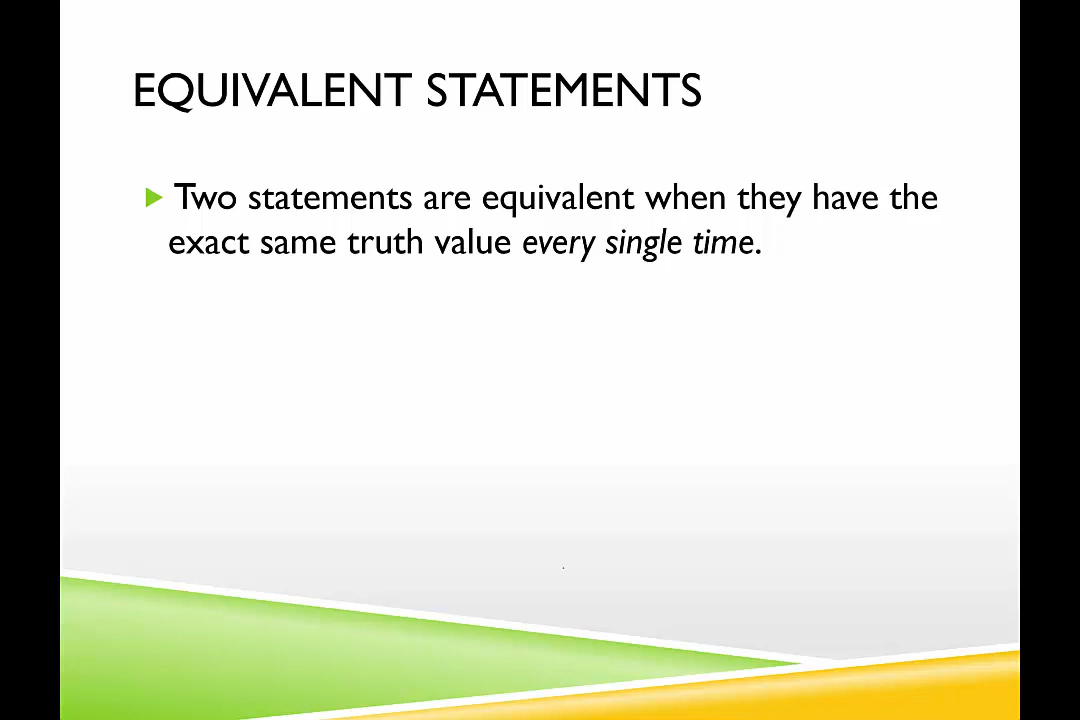 EQUIVALENT STATEMENTS
Two statements are equivalent when they have the
exact same truth value every single time.